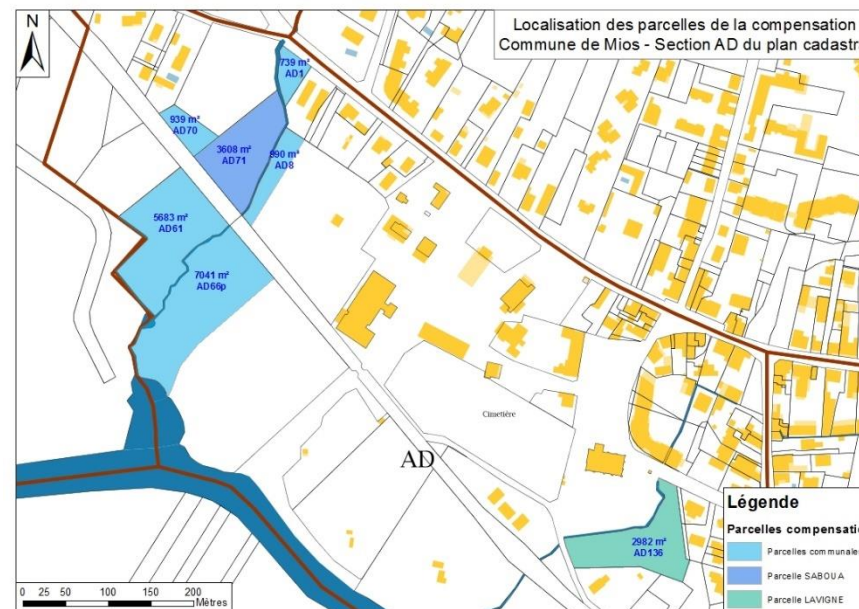 Localisation des parcelles de la compensation
Commune de Mios - Section AD du plan cadastr
N
739 m²
AD1
939 m²
AD70
3608 m²
AD71
990 m²
AD8
5683 m²
AD61
7041 m²
AD66p
Cimetière
AD
2982 m²
AD136
Légende
Parcelles compensatio
Parcelles communale
Parcelle SABOUA
Parcelle LAVIGNE
0 25 50 100 150 200
Mètres